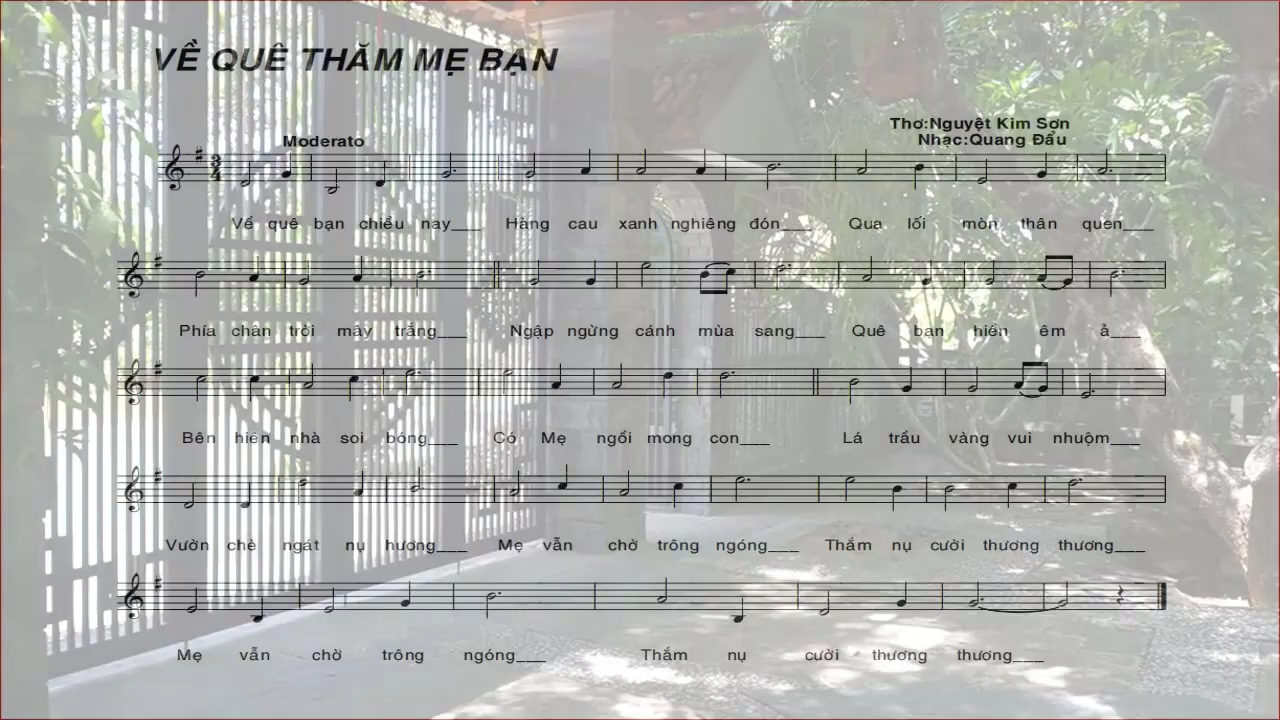 VỀ QUÊ THĂM MẸ BẠN
Thơ:Nguyệt Kim Sơn
Moderato
Nhạc:Quang Đẩu
Về quê bạn chiều nay___ Hàng cau xanh nghiêng đón___ Qua lối mòn thân quen___
Phía chân trời mây trắng___ Ngập ngừng cánh mùa sang___ Quê bạn hiền êm ả___
Bên hiên nhà soi bóng___ Có Mẹ ngồi mong con___ Lá trầu vàng vui nhuộm___
Vườn chè ngát nụ hương___ Mẹ vẫn chờ trông ngóng___ Thắm nụ cười thương thương___
Mẹ vẫn chờ trông ngóng___ Thắm nụ cười thương thương___